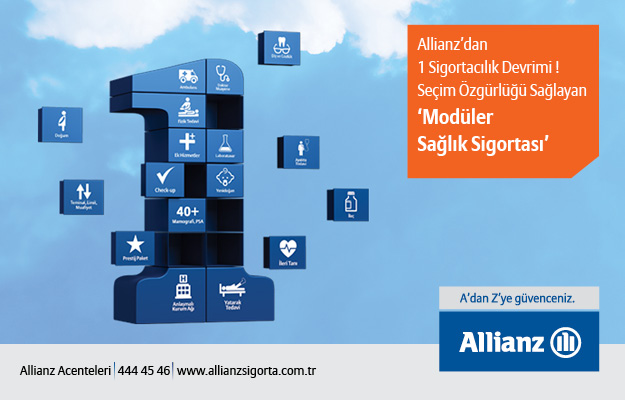 Allianz'dan
1 Sigortacılık Devrimi !
Seçim Özgürlüğü Sağlayan
'Modüler
Sağlık Sigortası'
Ambulans
Fizik Tedavi
Ek Hizmetler
Laboratuvar
Check up
Yenidoğan
40+
Mamografi, PSA
Doğum
Teminat, Limit,
Muafiyet
Prestij Paket
İlaç
İleri Tanı
Anlaşmalı
Kurum Ağı
Yatarak
Tedavi
A'dan Z'ye güvenceniz.
Allianz
Allianz Acenteleri | 444 45 46 | www.allianzsigorta.com.tr